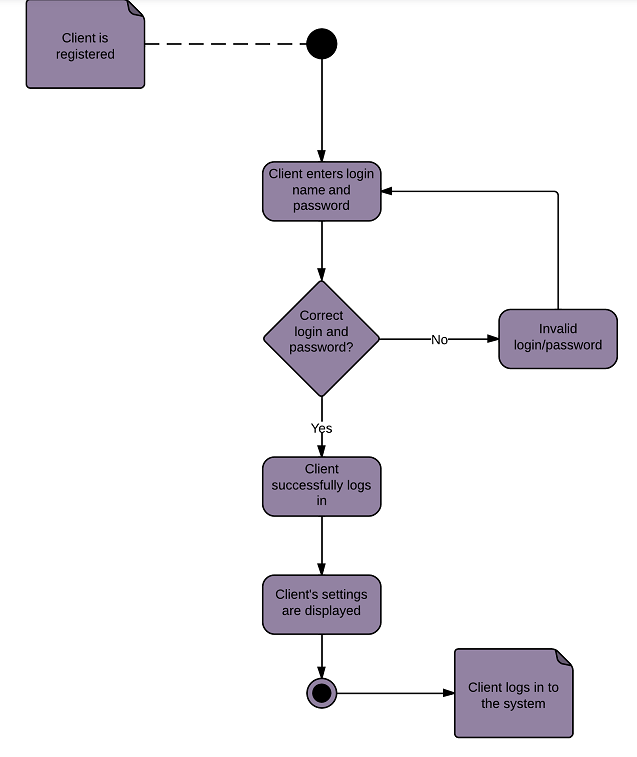 Client is
registered
Client enters login
name and
password
Correct
login and
password?
No
Invalid
login/password
Yes
Client
successfully logs
in
Client's settings
are displayed
Client logs in to
the system